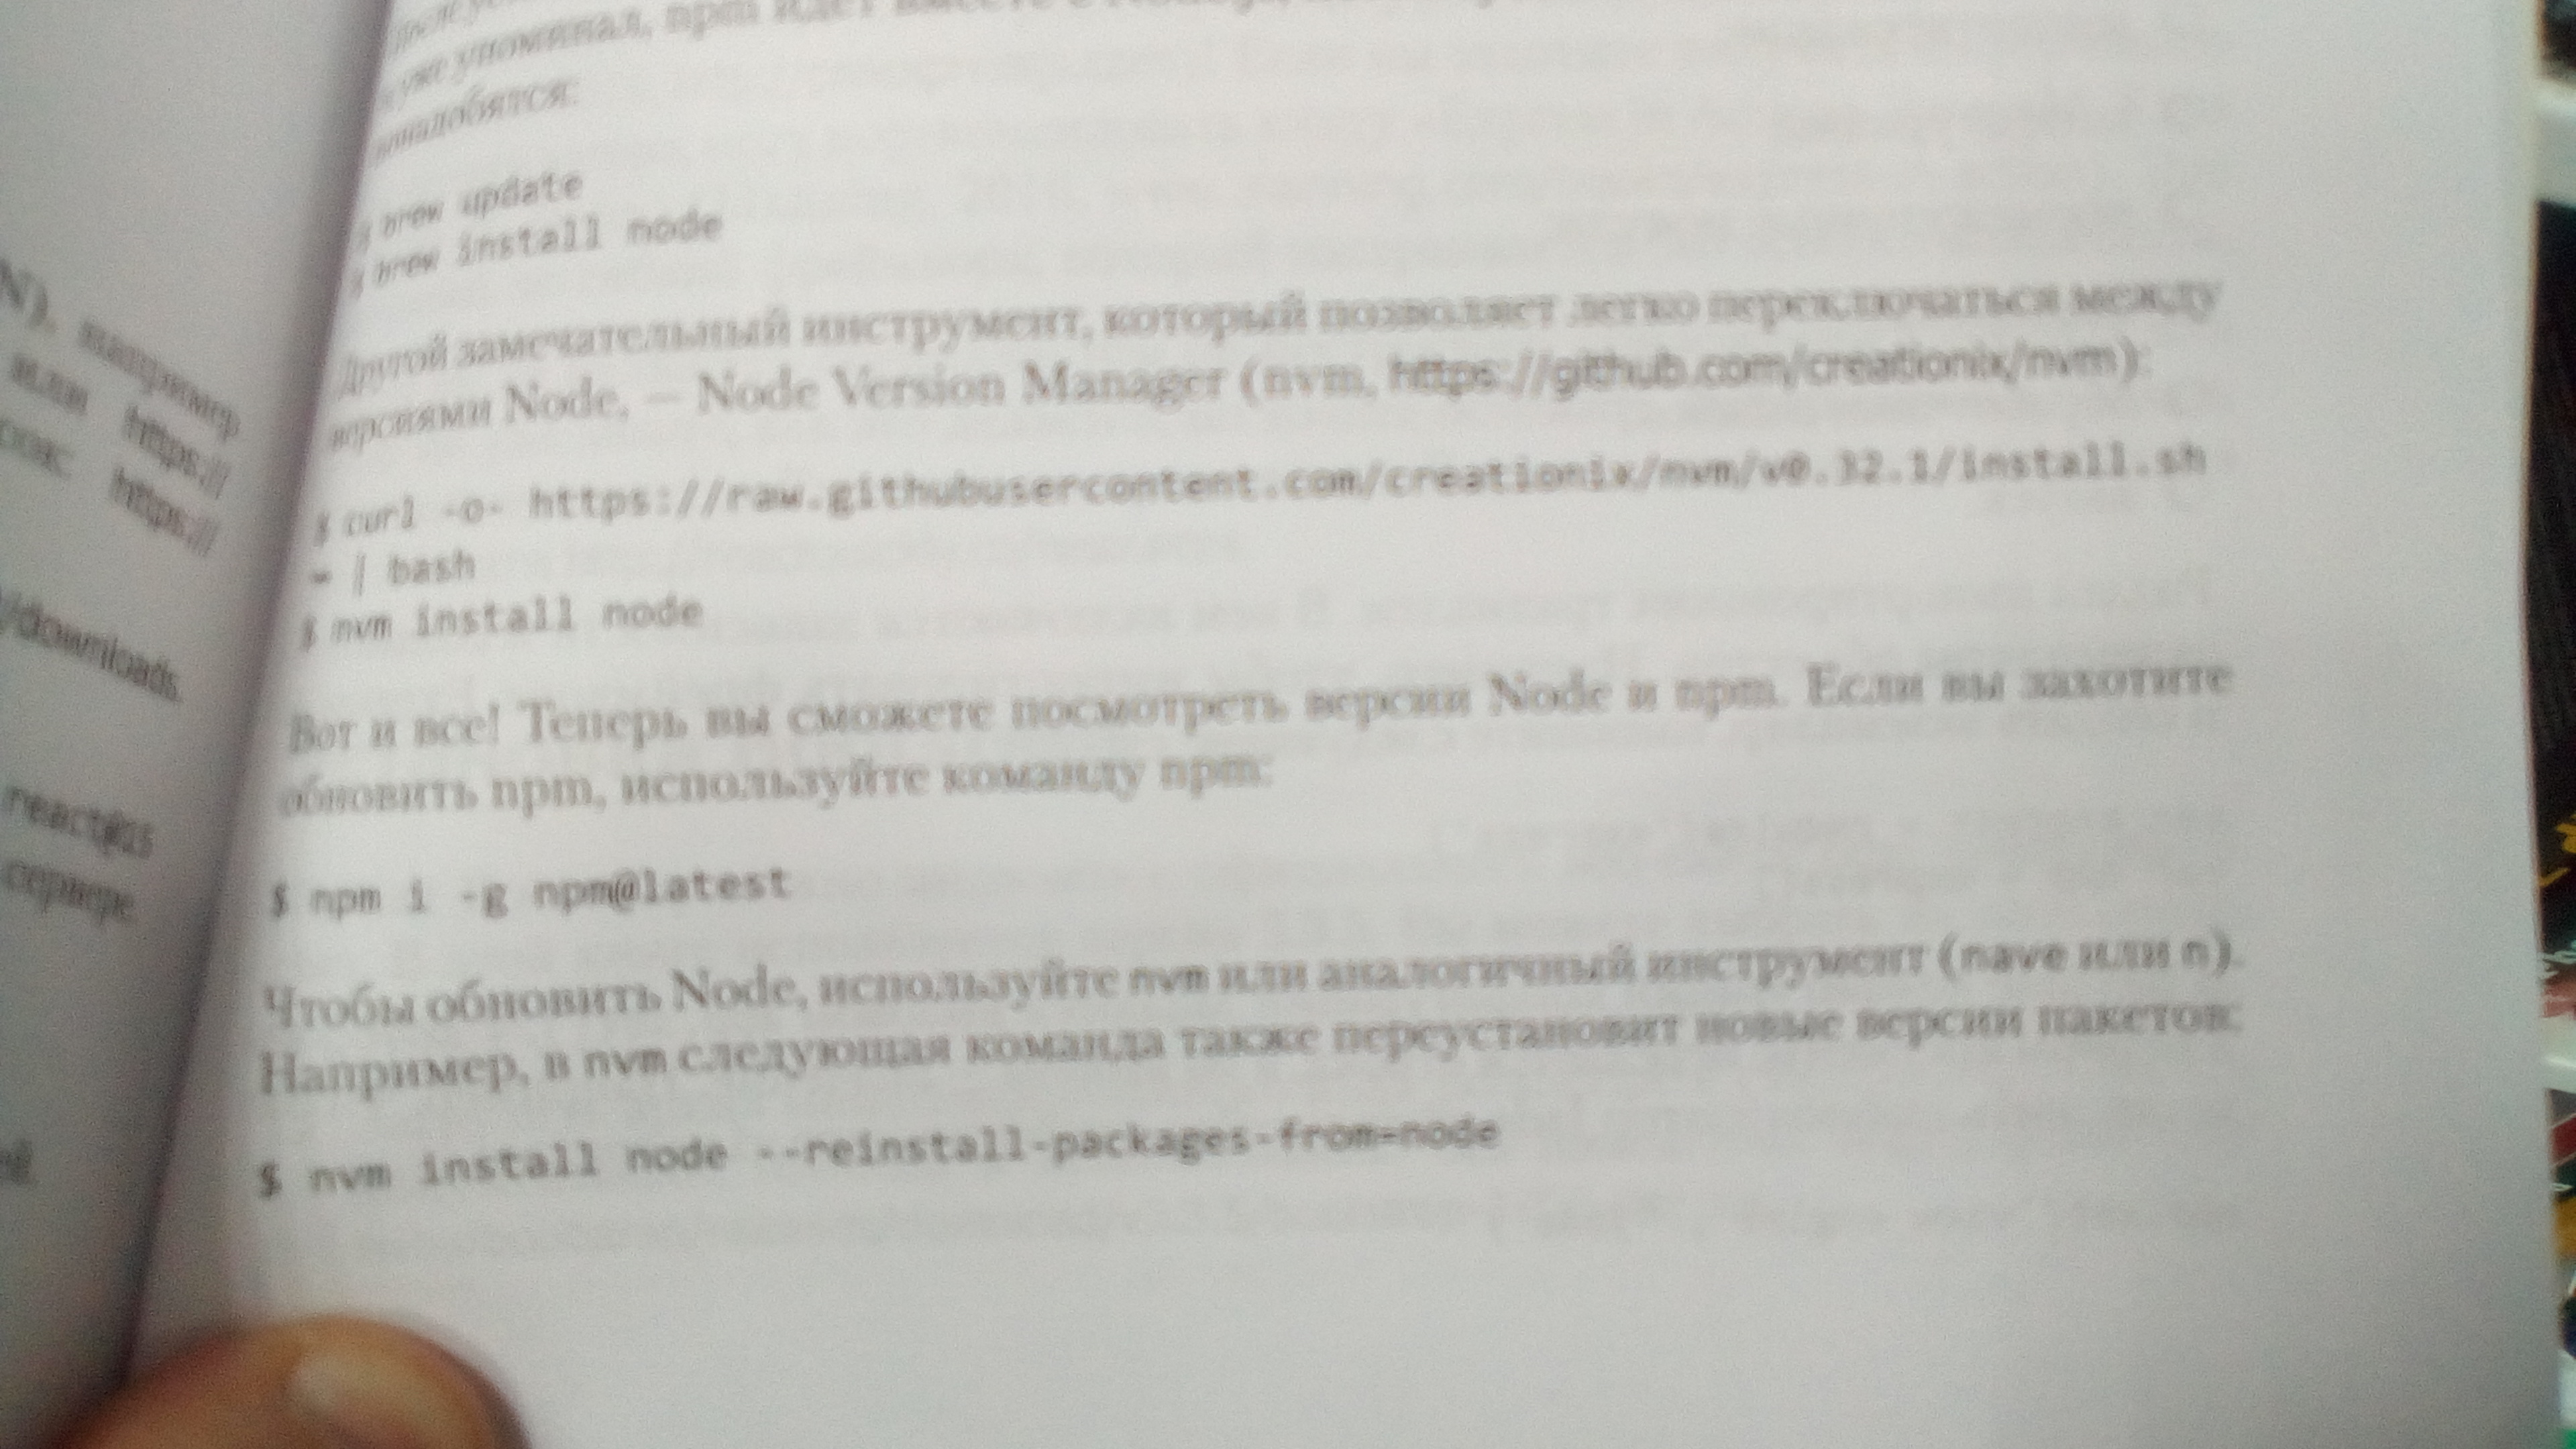 уже упоминал, npm идет вместе с
понадобятся:
$ brew update
$ brew install node
Другой замечательный инструмент, который позволяет легко переключаться между
версиями Node, — Node Version Manager (nvm, https://github.com/creationix/nvm):
$ curl -o- https://raw.githubusercontent.com/creationix/nvm/v0.32.1/install.sh
| bash
$ nvm install node
Вот и все! Теперь вы сможете посмотреть версии Node и npm. Если вы захотите
обновить npm, используйте команду npm:
$ npm i -g npm@latest
Чтобы обновить Node, используйте nvm или аналогичный инструмент (nave или n).
Например, в nvm следующая команда также переустановит новые версии пакетов:
$ nvm install node --reinstall-packages-from=node
N), например
или https://
https://
/downloads.
сервере